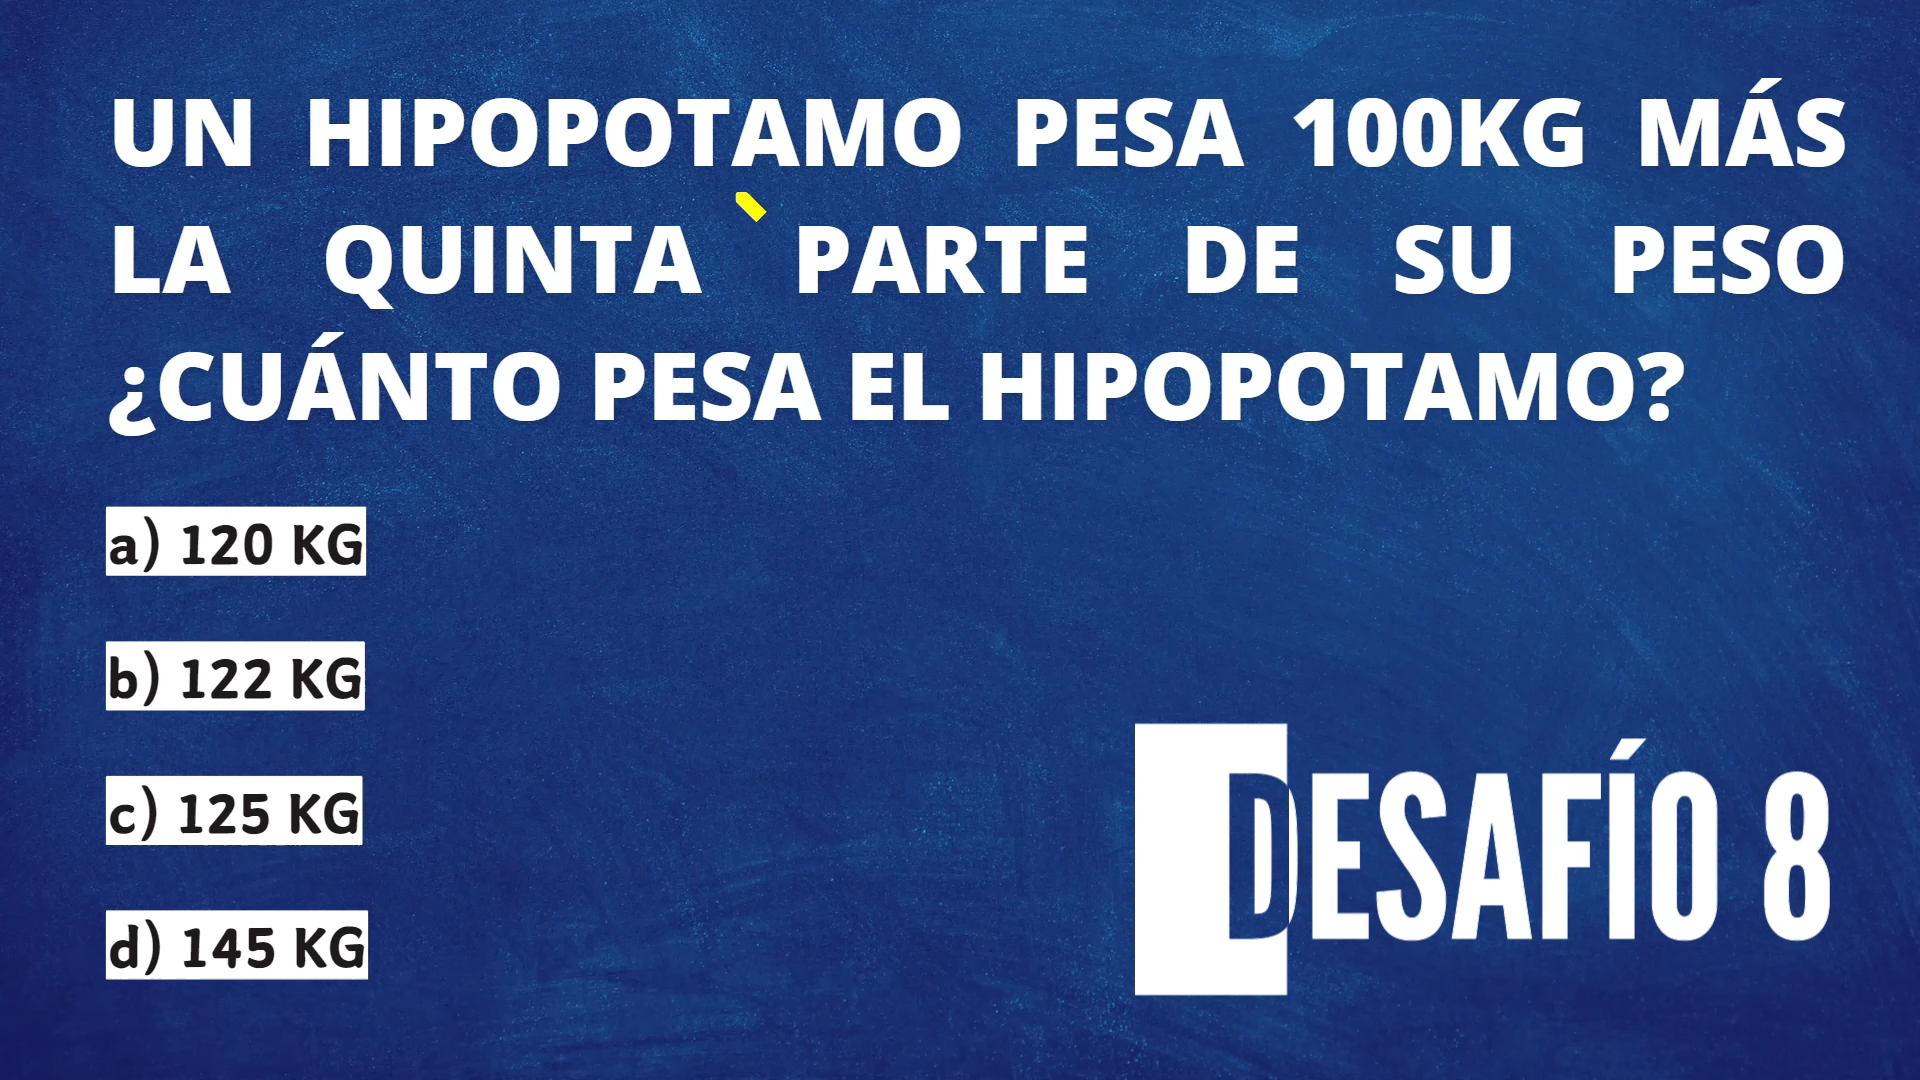 UN HIPOPOTAMO PESA 100KG MÁS
LA QUINTA PARTE DE SU PESO
¿CUÁNTO PESA EL HIPOPOTAMO?
a) 120 KG
b) 122 KG
c) 125 KG
d) 145 KG
DESAFÍO 8